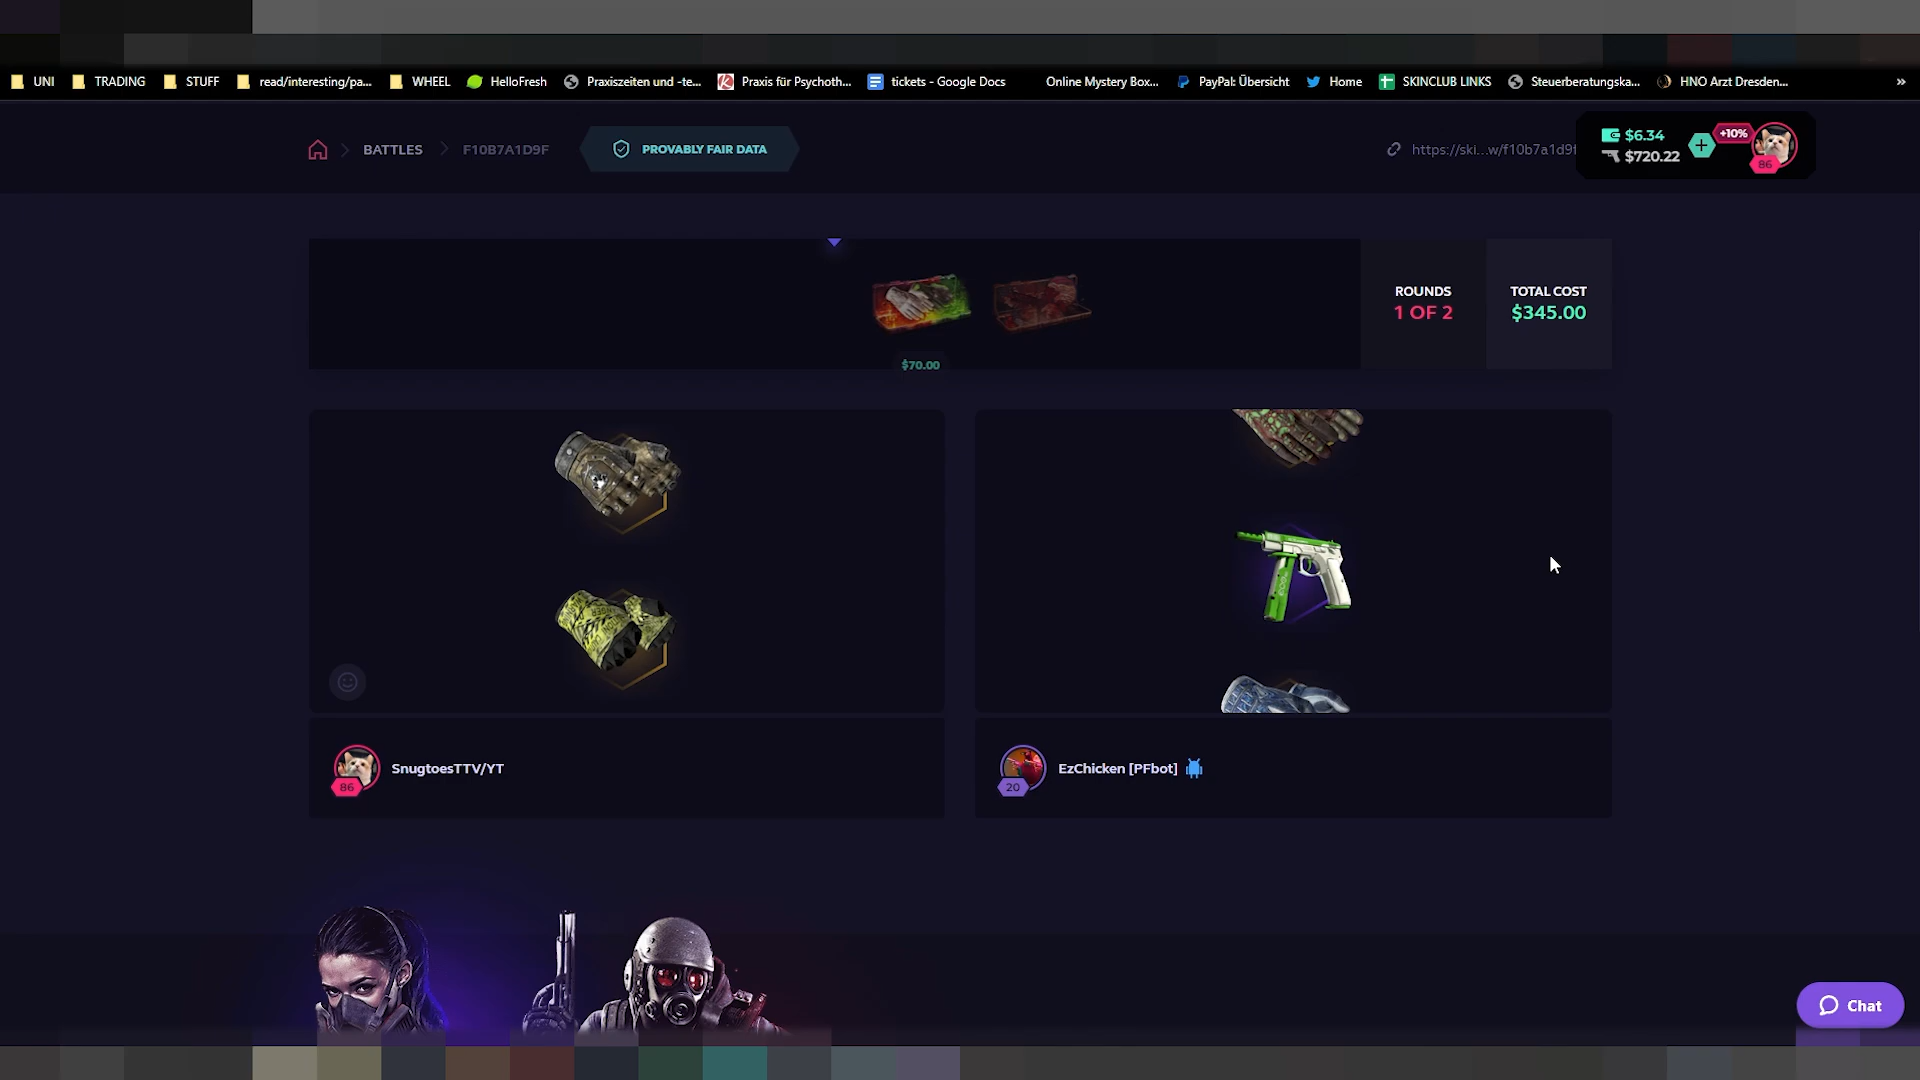 UNI
TRADING
STUFF
read/interesting/pa...
WHEEL
HelloFresh
Praxiszeiten und -te...
Praxis für Psychoth...
tickets - Google Docs
Online Mystery Box...
PayPal: Übersicht
Home
SKINCLUB LINKS
Steuerberatungska...
HNO Arzt Dresden...
»
BATTLES
F10B7A1D9F
PROVABLY FAIR DATA
https://ski...w/f10b7a1d9f
$6.34
$720.22
+10%
86
ROUNDS
1 OF 2
TOTAL COST
$345.00
$70.00
86
SnugtoesTTV/YT
20
EzChicken [PFbot]
Chat